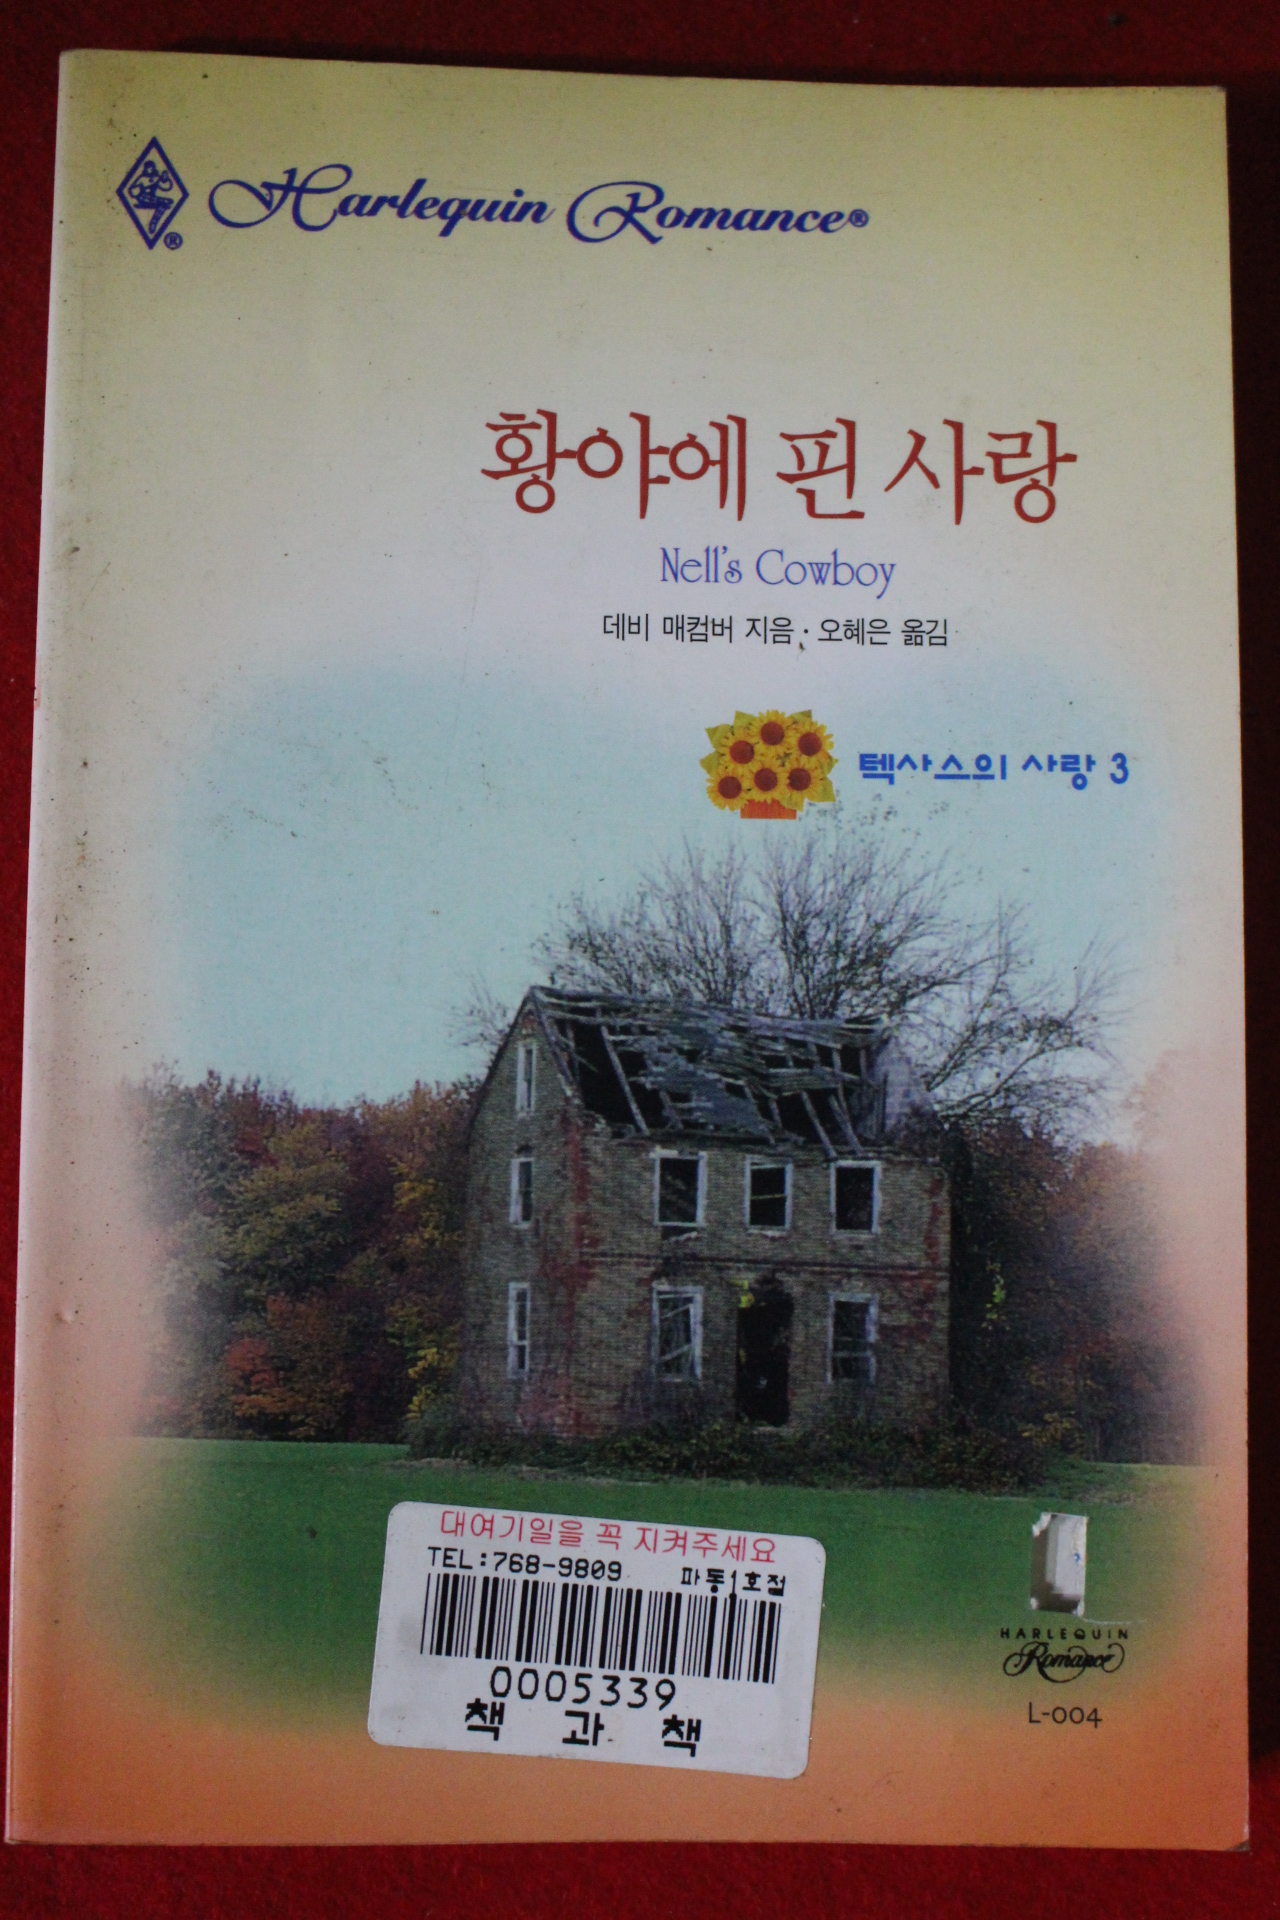 Harlequin Romance®
®
황야에 핀 사랑
Nell's Cowboy
데비 매컴버 지음 · 오혜은 옮김
텍사스의 사랑 3
대여기일을 꼭 지켜주세요
TEL:768-9809 파동1호점
0005339
책 과 책
HARLEQUIN
Romance
L-004